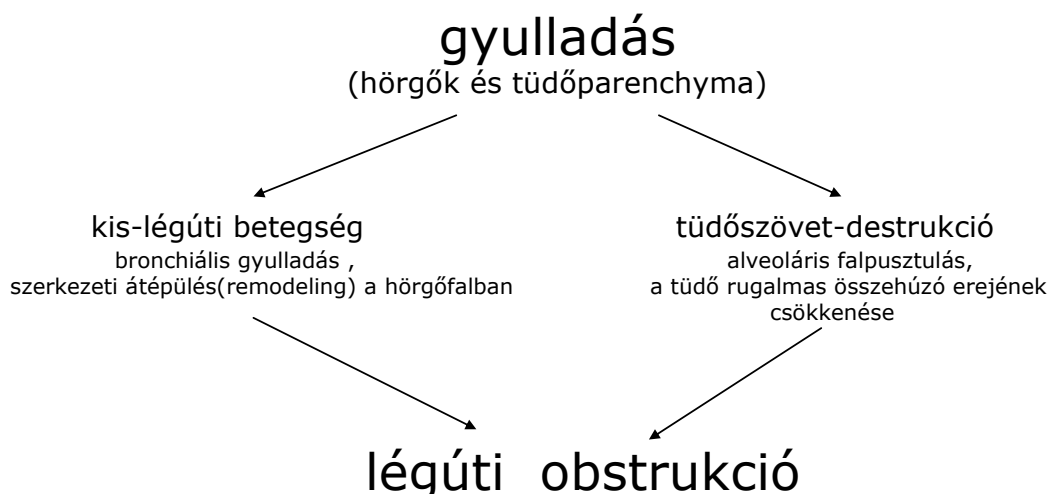 gyulladás
(hörgők és tüdőparenchyma)
kis-légúti betegség
bronchiális gyulladás ,
szerkezeti átépülés(remodeling) a hörgőfalban
tüdőszövet-destrukció
alveoláris falpusztulás,
a tüdő rugalmas összehúzó erejének
csökkenése
légúti obstrukció